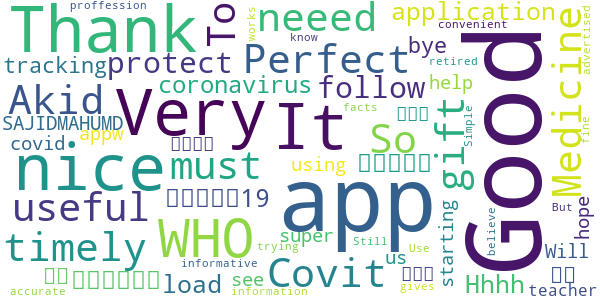 proffession
works
convenient
Thank
To
neeed
application
know
bye
Good
Medicine
advertised
tracking
protect
Perfect
retired
Akid
coronavirus
follow
help
SAJIDMAHUMD
Very
It
gift
facts
Simple
covid
appw
So
fine
nice
must
using
app
useful
19
But
hope
timely
WHO
super
us
starting
believe
Will
trying
Still
Use
informative
Covit
see
load
Hhhh
teacher
accurate
information
gives